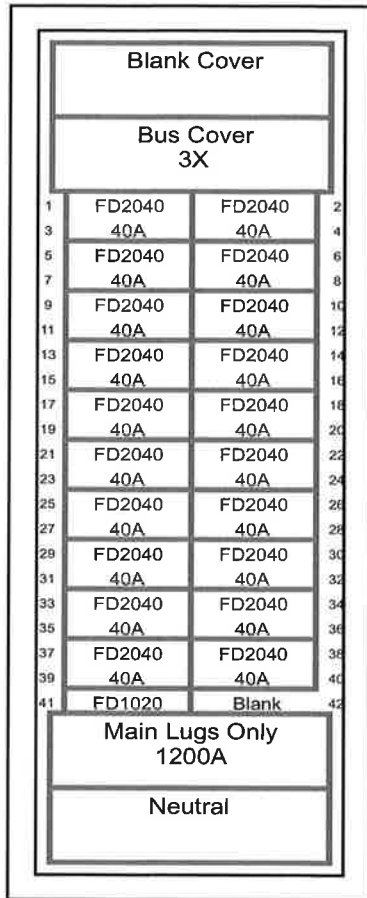 Blank Cover
Bus Cover
3X
1 FD2040 FD2040 2
3 40A 40A 4
5 FD2040 FD2040 6
7 40A 40A 8
9 FD2040 FD2040 10
11 40A 40A 12
13 FD2040 FD2040 14
15 40A 40A 16
17 FD2040 FD2040 18
19 40A 40A 20
21 FD2040 FD2040 22
23 40A 40A 24
25 FD2040 FD2040 26
27 40A 40A 28
29 FD2040 FD2040 30
31 40A 40A 32
33 FD2040 FD2040 34
35 40A 40A 36
37 FD2040 FD2040 38
39 40A 40A 40
41 FD1020 Blank 42
Main Lugs Only
1200A
Neutral